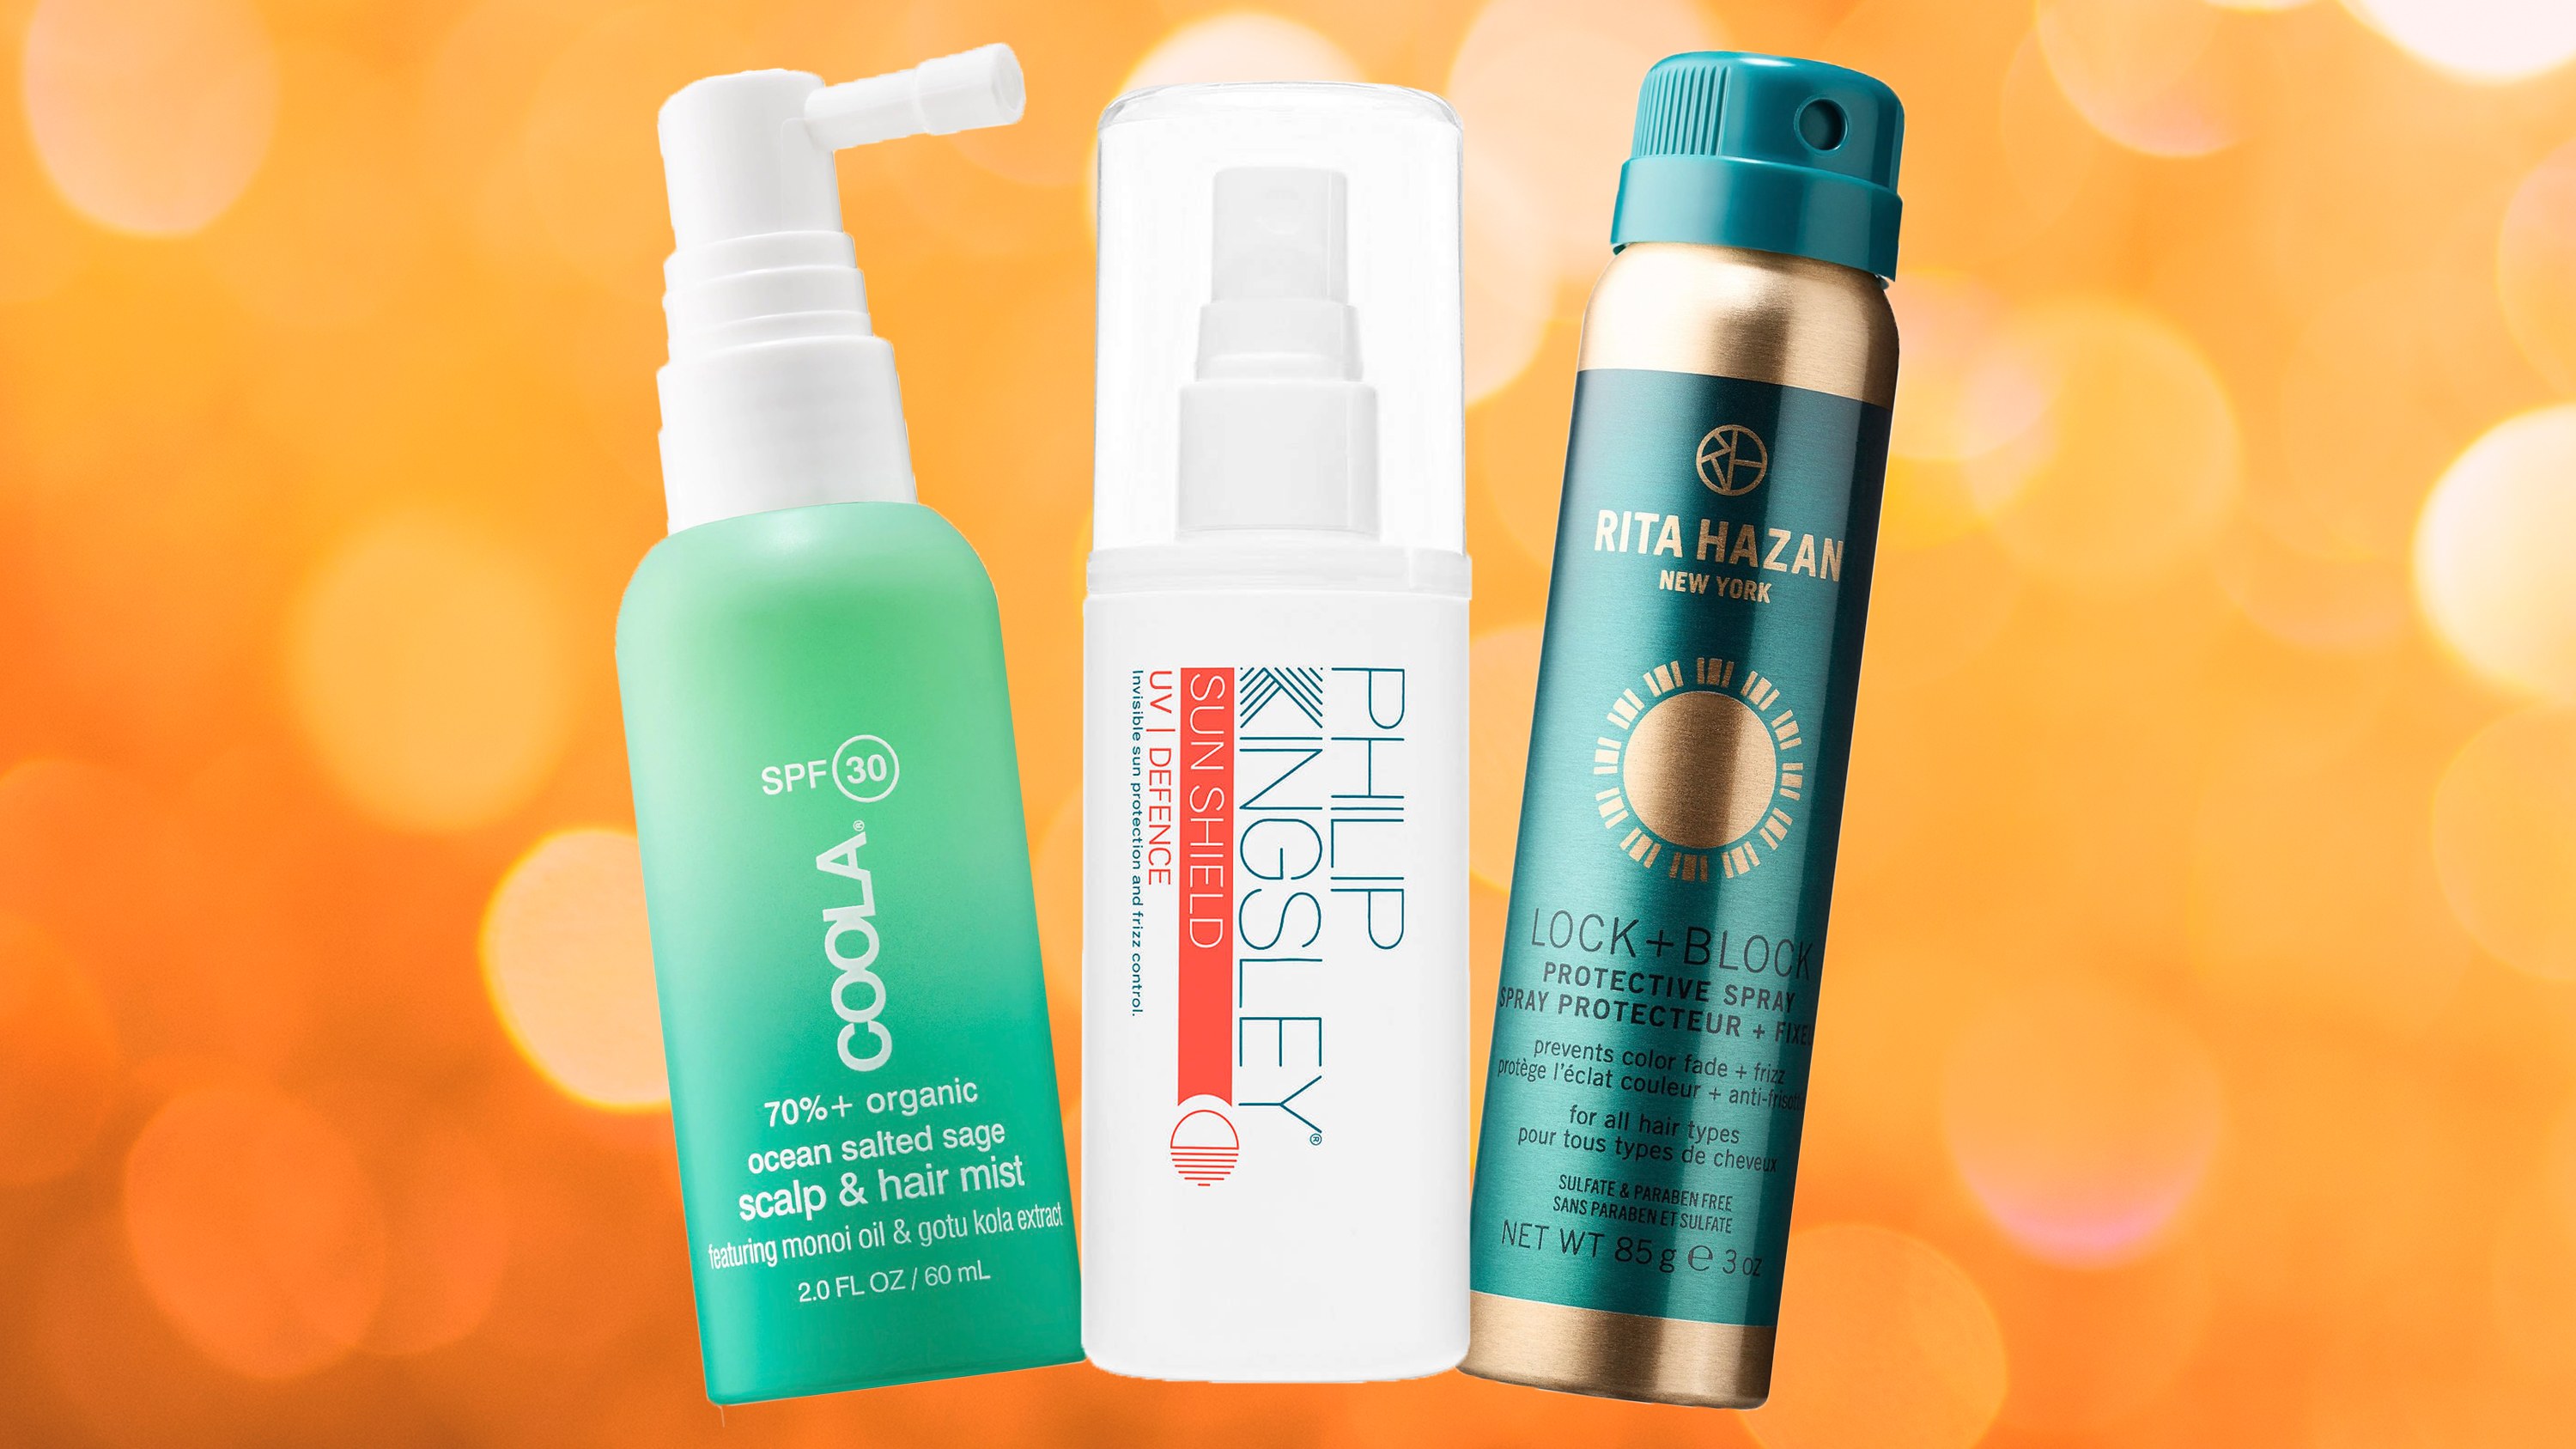 SPF 30
COOLA®
70%+ organic
ocean salted sage
scalp & hair mist
featuring monoi oil & gotu kola extract
2.0 FL OZ / 60 mL
PHILIP
KINGSLEY®
SUN SHIELD
UV | DEFENCE
Invisible sun protection and frizz control.
RITA HAZAN
NEW YORK
LOCK+BLOCK
PROTECTIVE SPRAY
SPRAY PROTECTEUR +
prevents color fade + frizz
protège l'éclat couleur +
for all hair types
pour tous types de cheveux
SULFATE & PARABEN FREE
SANS PARABEN ET SULFATE
NET WT 85 g ℮ 3 oz